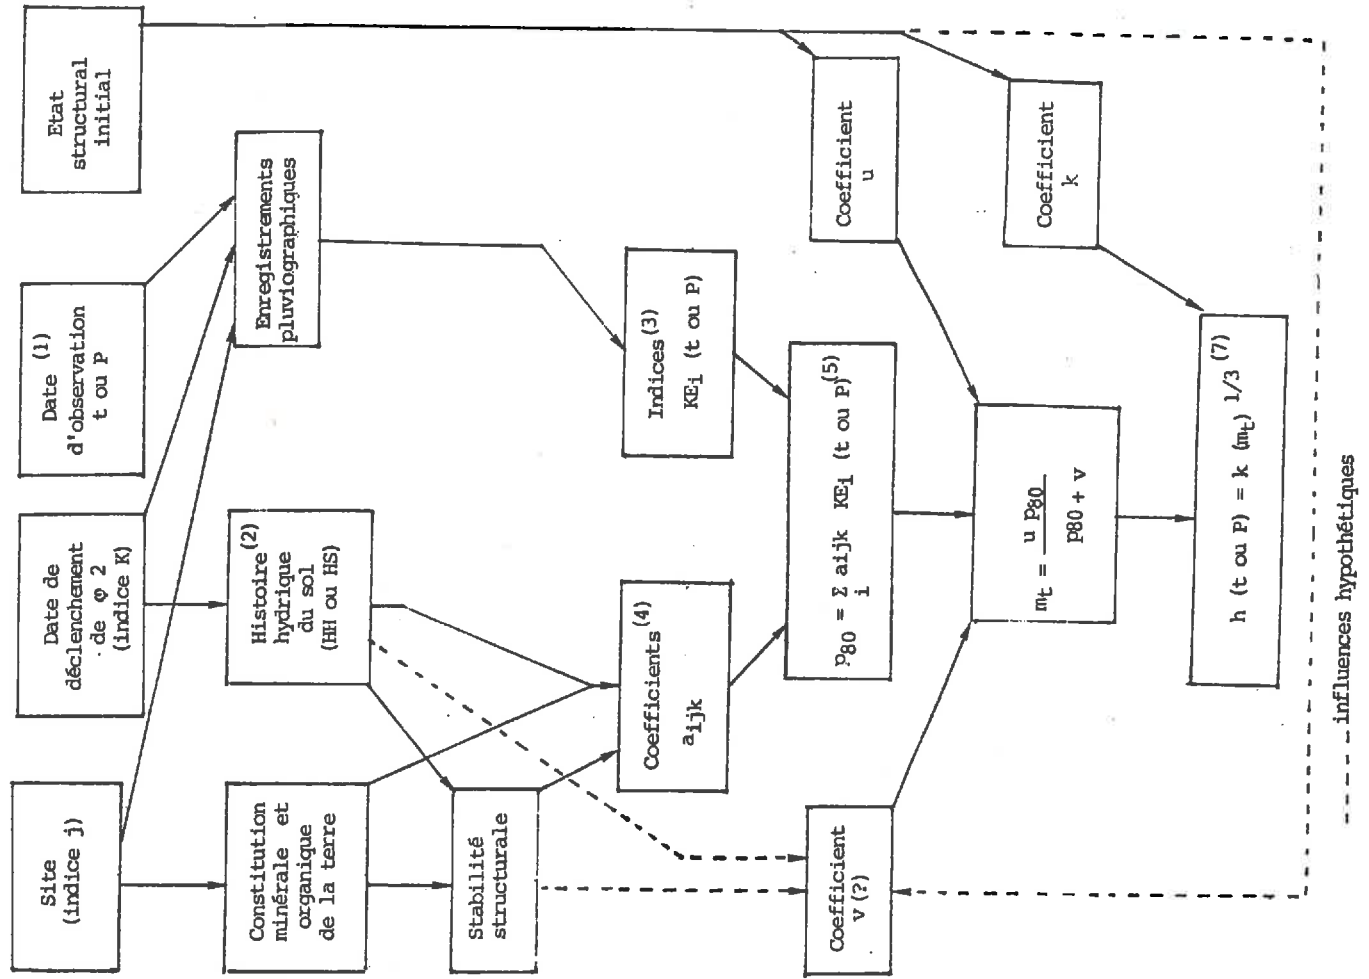 Site
(indice j)
Date de
déclenchement
de φ 2
(indice K)
Date (1)
d'observation
t ou P
Etat
structural
initial
Constitution
minérale et
organique
de la terre
Histoire (2)
hydrique
du sol
(HH ou HS)
Enregistrements
pluviographiques
Stabilité
structurale
Coefficients (4)
aijk
Indices (3)
KEi (t ou P)
Coefficient
v (?)
p80 = Σ aijk KEi (t ou P) (5)
i
Coefficient
u
mt = u p80
p80 + v
Coefficient
k
h (t ou P) = k (mt) 1/3 (7)
---- influences hypothétiques